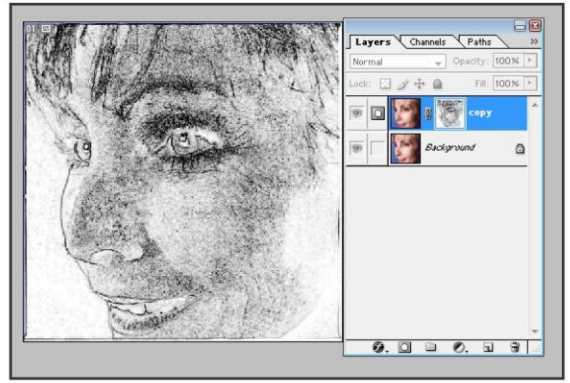 Layers Channels Paths
Normal Opacity: 100%
Lock: Fill: 100%
copy
Background